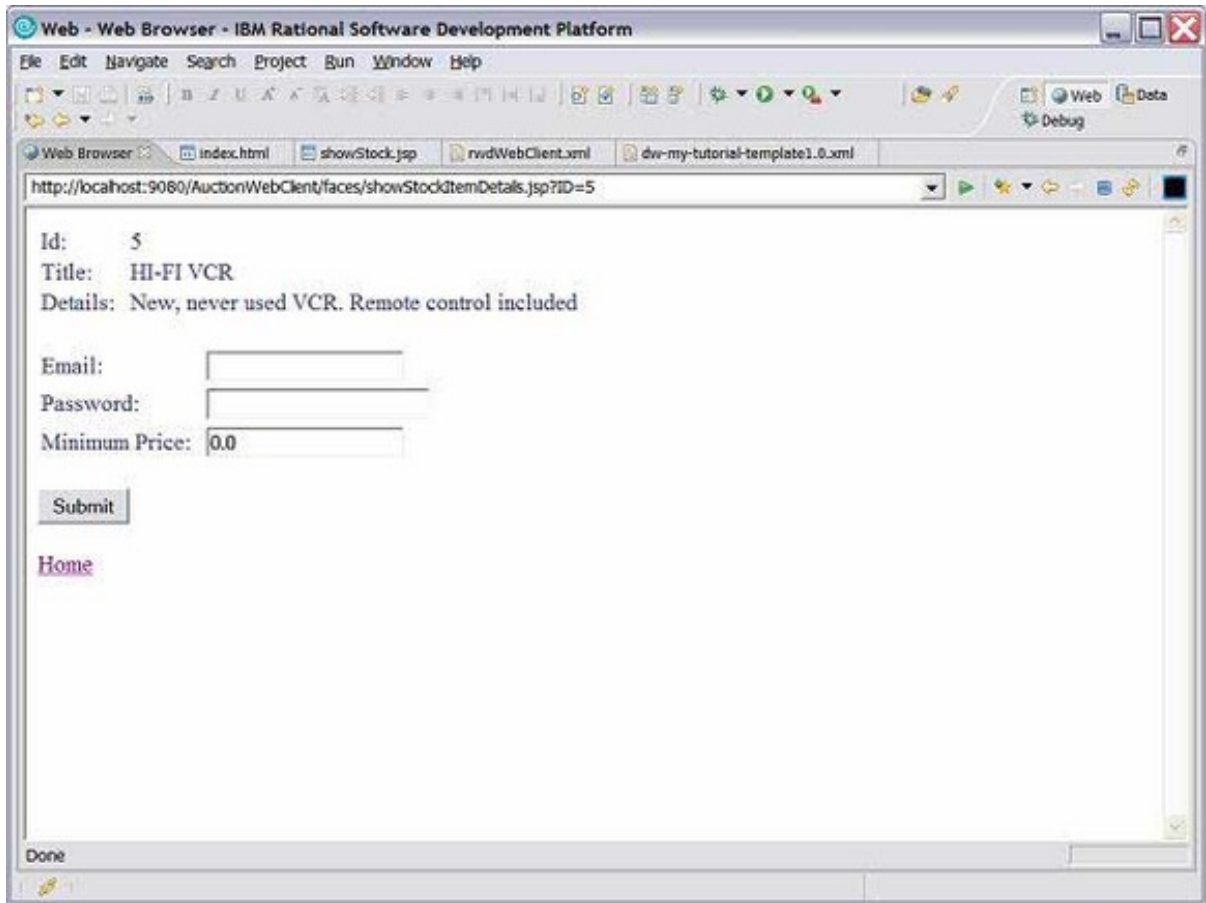 Web - Web Browser - IBM Rational Software Development Platform
File Edit Navigate Search Project Run Window Help
Web Data
Debug
Web Browser index.html showStock.jsp rwdWebClient.xml dw-my-tutorial-template1.0.xml
http://localhost:9080/AuctionWebClient/faces/showStockItemDetails.jsp?ID=5
Id: 5
Title: HI-FI VCR
Details: New, never used VCR. Remote control included
Email:
Password:
Minimum Price: 0.0
Submit
Home
Done